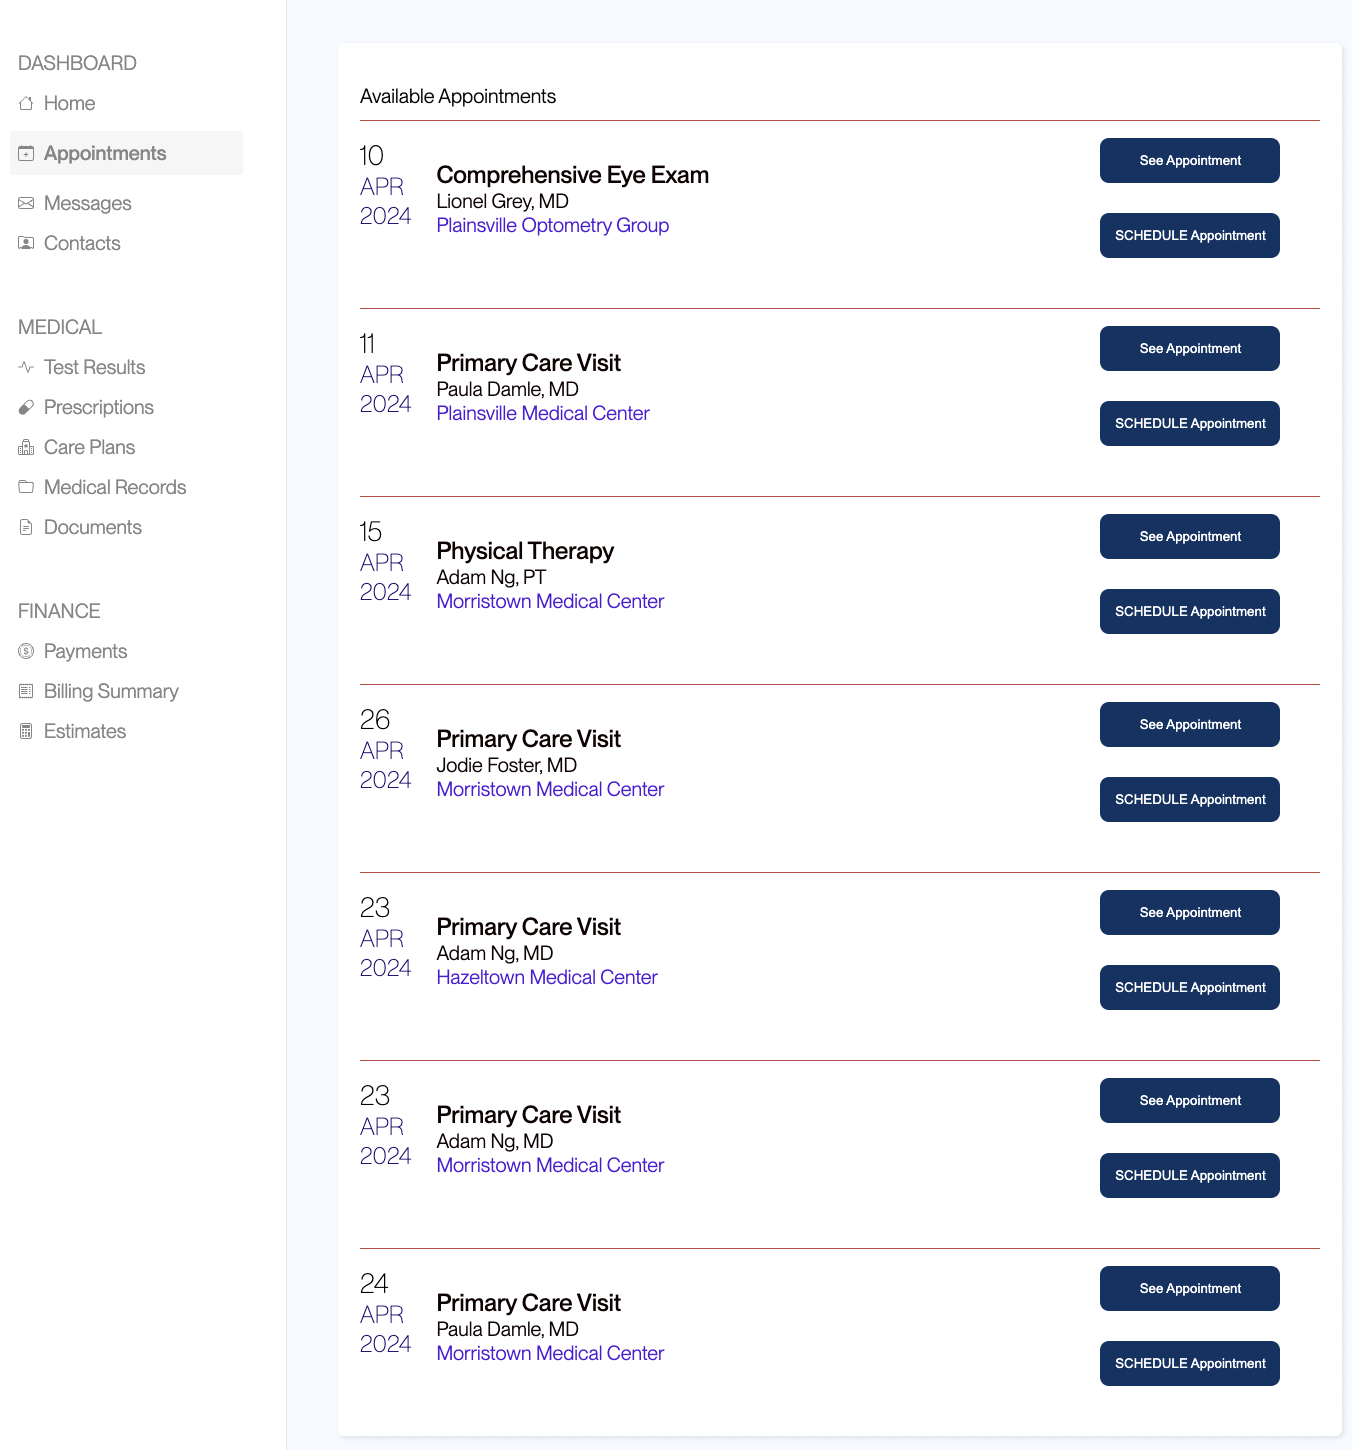 DASHBOARD
Home
Appointments
Messages
Contacts
MEDICAL
Test Results
Prescriptions
Care Plans
Medical Records
Documents
FINANCE
Payments
Billing Summary
Estimates
Available Appointments
10
APR
2024
Comprehensive Eye Exam
Lionel Grey, MD
Plainsville Optometry Group
See Appointment
SCHEDULE Appointment
11
APR
2024
Primary Care Visit
Paula Damle, MD
Plainsville Medical Center
See Appointment
SCHEDULE Appointment
15
APR
2024
Physical Therapy
Adam Ng, PT
Morristown Medical Center
See Appointment
SCHEDULE Appointment
26
APR
2024
Primary Care Visit
Jodie Foster, MD
Morristown Medical Center
See Appointment
SCHEDULE Appointment
23
APR
2024
Primary Care Visit
Adam Ng, MD
Hazeltown Medical Center
See Appointment
SCHEDULE Appointment
23
APR
2024
Primary Care Visit
Adam Ng, MD
Morristown Medical Center
See Appointment
SCHEDULE Appointment
24
APR
2024
Primary Care Visit
Paula Damle, MD
Morristown Medical Center
See Appointment
SCHEDULE Appointment